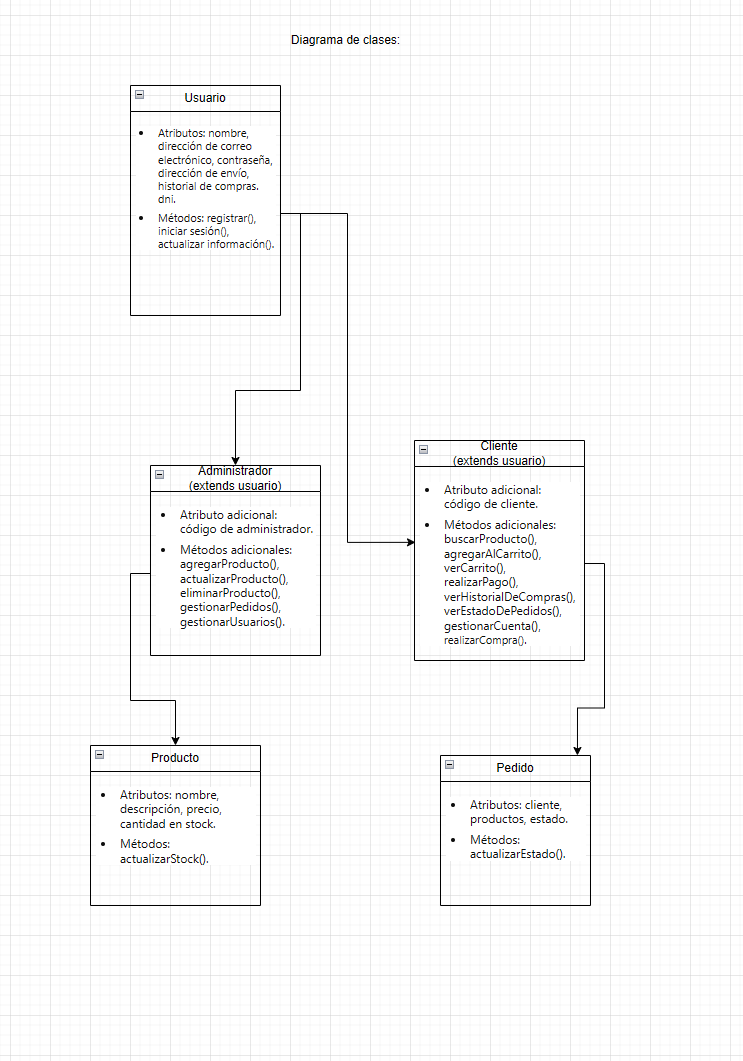 Diagrama de clases:
Usuario
Atributos: nombre,
dirección de correo
electrónico, contraseña,
dirección de envío,
historial de compras.
dni.
Métodos: registrar(),
iniciar sesión(),
actualizar información().
Administrador
(extends usuario)
Atributo adicional:
código de administrador.
Métodos adicionales:
agregarProducto(),
actualizarProducto(),
eliminarProducto(),
gestionarPedidos(),
gestionarUsuarios().
Cliente
(extends usuario)
Atributo adicional:
código de cliente.
Métodos adicionales:
buscarProducto(),
agregarAlCarrito(),
verCarrito(),
realizarPago(),
verHistorialDeCompras(),
verEstadoDePedidos(),
gestionarCuenta(),
realizarCompra().
Producto
Atributos: nombre,
descripción, precio,
cantidad en stock.
Métodos:
actualizarStock().
Pedido
Atributos: cliente,
productos, estado.
Métodos:
actualizarEstado().